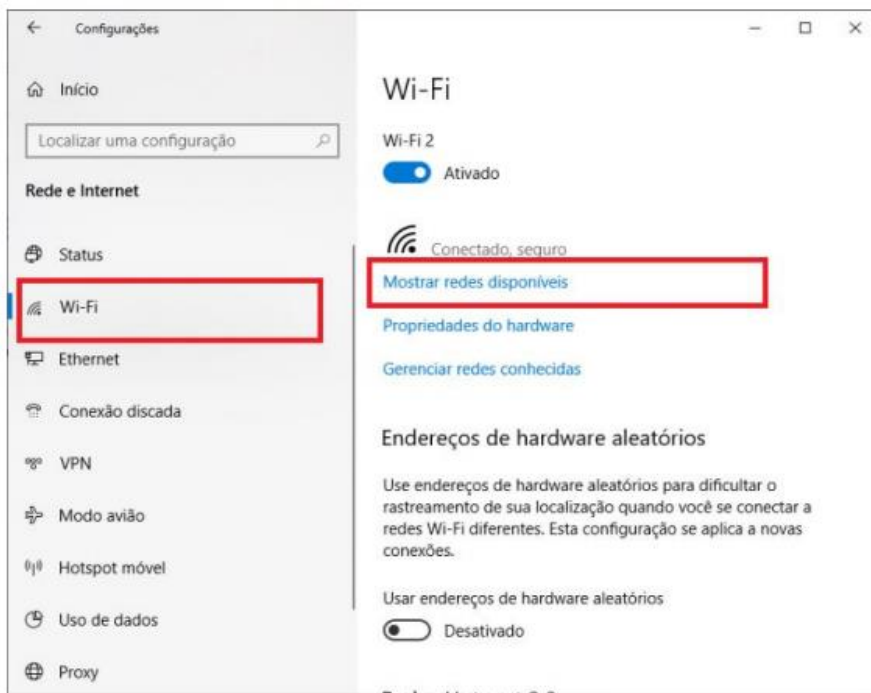 Configurações
Início
Localizar uma configuração
Rede e Internet
Status
Wi-Fi
Ethernet
Conexão discada
VPN
Modo avião
Hotspot móvel
Uso de dados
Proxy
Wi-Fi
Wi-Fi 2
Ativado
Conectado, seguro
Mostrar redes disponíveis
Propriedades do hardware
Gerenciar redes conhecidas
Endereços de hardware aleatórios
Use endereços de hardware aleatórios para dificultar o
rastreamento de sua localização quando você se conectar a
redes Wi-Fi diferentes. Esta configuração se aplica a novas
conexões.
Usar endereços de hardware aleatórios
Desativado